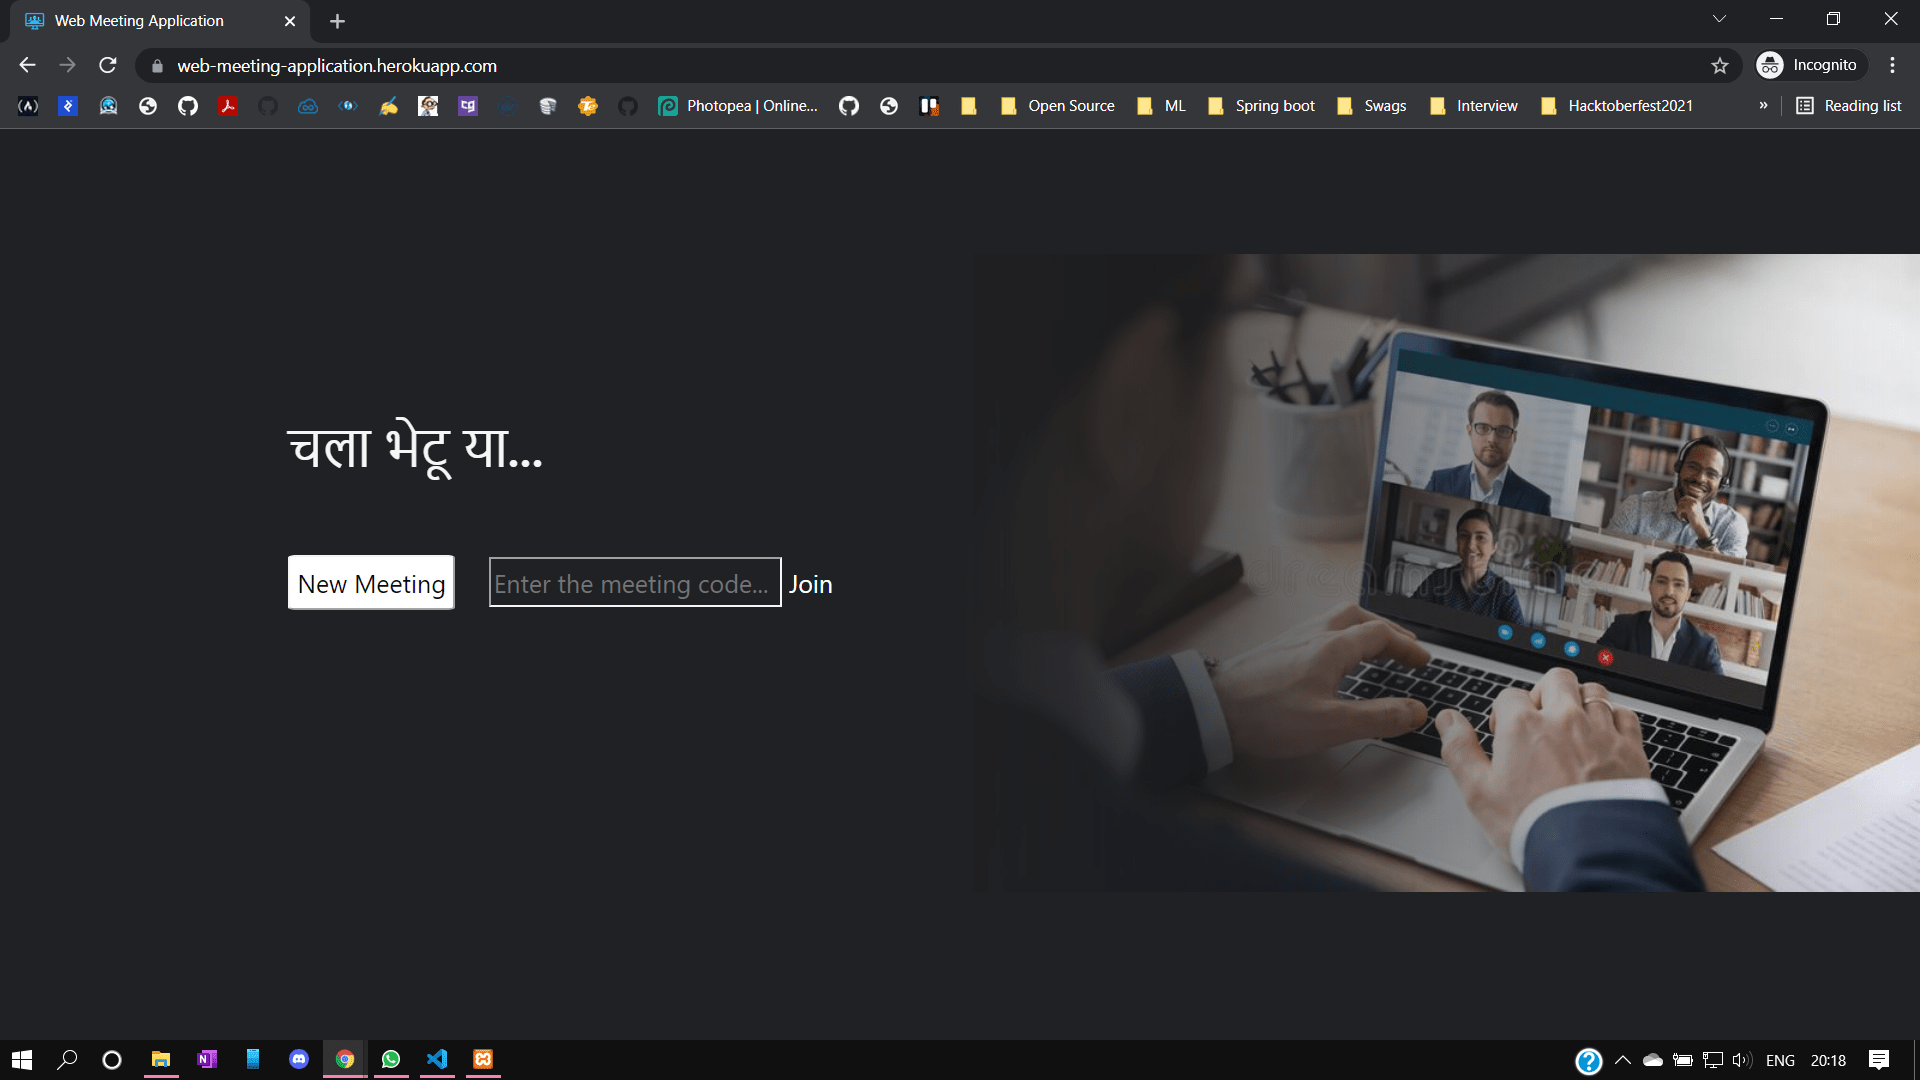 Web Meeting Application
web-meeting-application.herokuapp.com
Incognito
Photopea | Online...
Open Source
ML
Spring boot
Swags
Interview
Hacktoberfest2021
»
Reading list
चला भेटू या...
New Meeting
Enter the meeting code...
Join
dreamstime
ENG
20:18